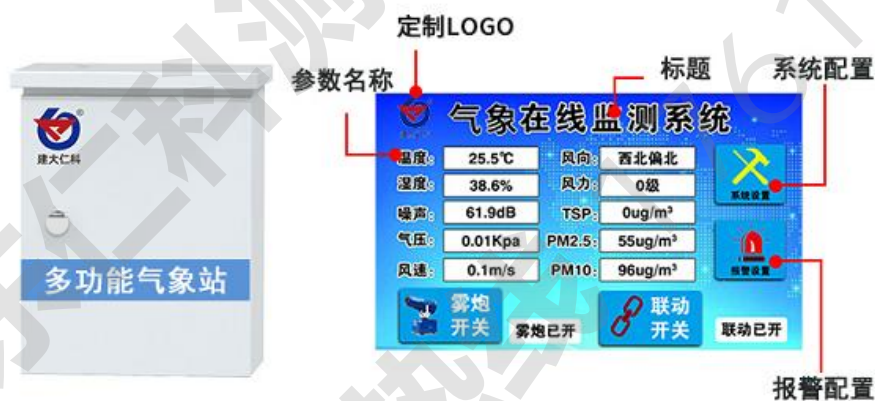 定制LOGO
参数名称
标题
系统配置
建大仁科
多功能气象站
气象在线监测系统
温度: 25.5℃ 风向: 西北偏北
湿度: 38.6% 风力: 0级
噪声: 61.9dB TSP: 0ug/m³
气压: 0.01Kpa PM2.5: 55ug/m³
风速: 0.1m/s PM10: 96ug/m³
系统设置
报警设置
雾炮
开关
雾炮已开
联动
开关
联动已开
报警配置